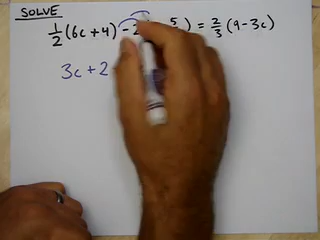 SOLVE
1/2 (6c + 4) - 2 5 ) = 2/3 (9 - 3c)
3c + 2